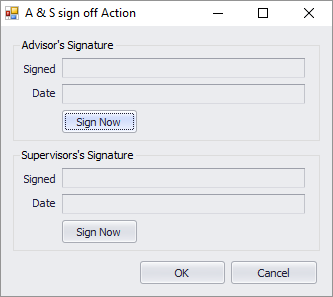 A & S sign off Action
Advisor's Signature
Signed
Date
Sign Now
Supervisors's Signature
Signed
Date
Sign Now
OK Cancel